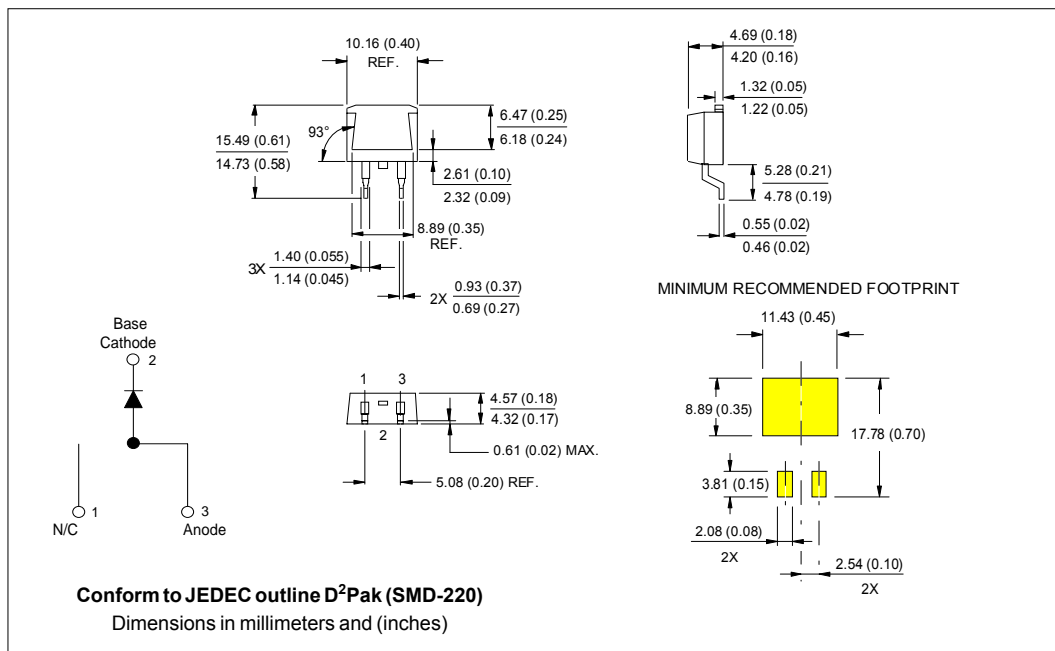 10.16 (0.40)
REF.
93°
15.49 (0.61)
14.73 (0.58)
6.47 (0.25)
6.18 (0.24)
2.61 (0.10)
2.32 (0.09)
8.89 (0.35)
REF.
3X
1.40 (0.055)
1.14 (0.045)
2X
0.93 (0.37)
0.69 (0.27)
4.69 (0.18)
4.20 (0.16)
1.32 (0.05)
1.22 (0.05)
5.28 (0.21)
4.78 (0.19)
0.55 (0.02)
0.46 (0.02)
Base
Cathode
2
1
N/C
3
Anode
1 3
2
4.57 (0.18)
4.32 (0.17)
0.61 (0.02) MAX.
5.08 (0.20) REF.
MINIMUM RECOMMENDED FOOTPRINT
11.43 (0.45)
8.89 (0.35)
17.78 (0.70)
3.81 (0.15)
2.08 (0.08)
2X
2.54 (0.10)
2X
Conform to JEDEC outline D²Pak (SMD-220)
Dimensions in millimeters and (inches)